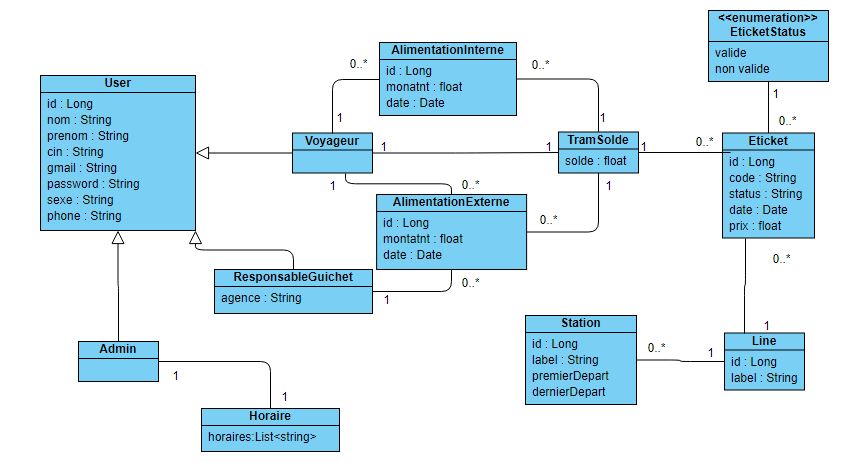 <<enumeration>>
EticketStatus
valide
non valide
1
0..*
AlimentationInterne
id : Long
monatnt : float
date : Date
0..*
0..*
1
1
User
id : Long
nom : String
prenom : String
cin : String
gmail : String
password : String
sexe : String
phone : String
Voyageur
1
1
TramSolde
solde : float
1
0..*
Eticket
id : Long
code : String
status : String
date : Date
prix : float
1
0..*
1
AlimentationExterne
id : Long
montatnt : float
date : Date
0..*
0..*
ResponsableGuichet
agence : String
1
0..*
1
Station
id : Long
label : String
premierDepart
dernierDepart
0..*
1
Line
id : Long
label : String
Admin
1
1
Horaire
horaires:List<string>